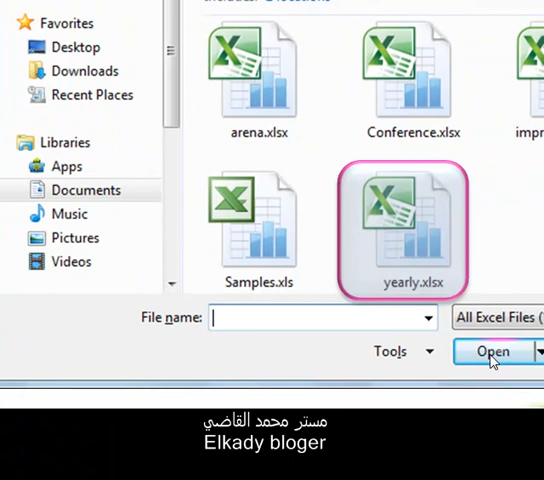 Favorites
Desktop
Downloads
Recent Places
Libraries
Apps
Documents
Music
Pictures
Videos
arena.xlsx
Conference.xlsx
Samples.xls
yearly.xlsx
File name:
All Excel Files (
Tools
Open
مستر محمد القاضي
Elkady bloger